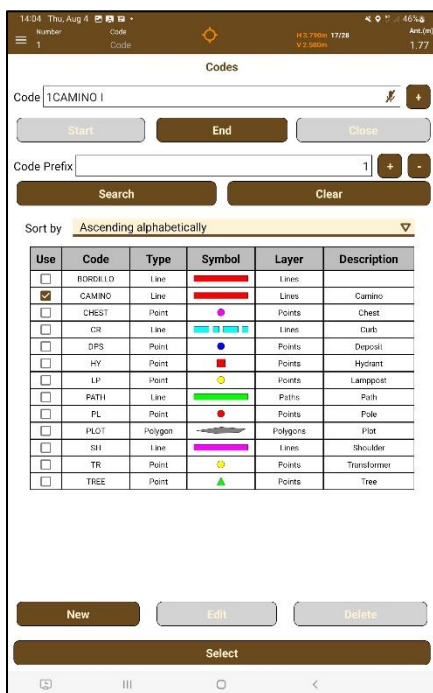 14:04 Thu, Aug 4 46%
Number Code H 3.790m 17/28 Ant.(m)
1 Code V 2.580m 1.77
Codes
Code 1CAMINO I +
Start End Close
Code Prefix 1 + -
Search Clear
Sort by Ascending alphabetically
Use Code Type Symbol Layer Description
BORDILLO Line Lines
CAMINO Line Lines Camino
CHEST Point Points Chest
CR Line Lines Curb
DPS Point Points Deposit
HY Point Points Hydrant
LP Point Points Lamppost
PATH Line Paths Path
PL Point Points Pole
PLOT Polygon Polygons Plot
SH Line Lines Shoulder
TR Point Points Transformer
TREE Point Points Tree
New Edit Delete
Select